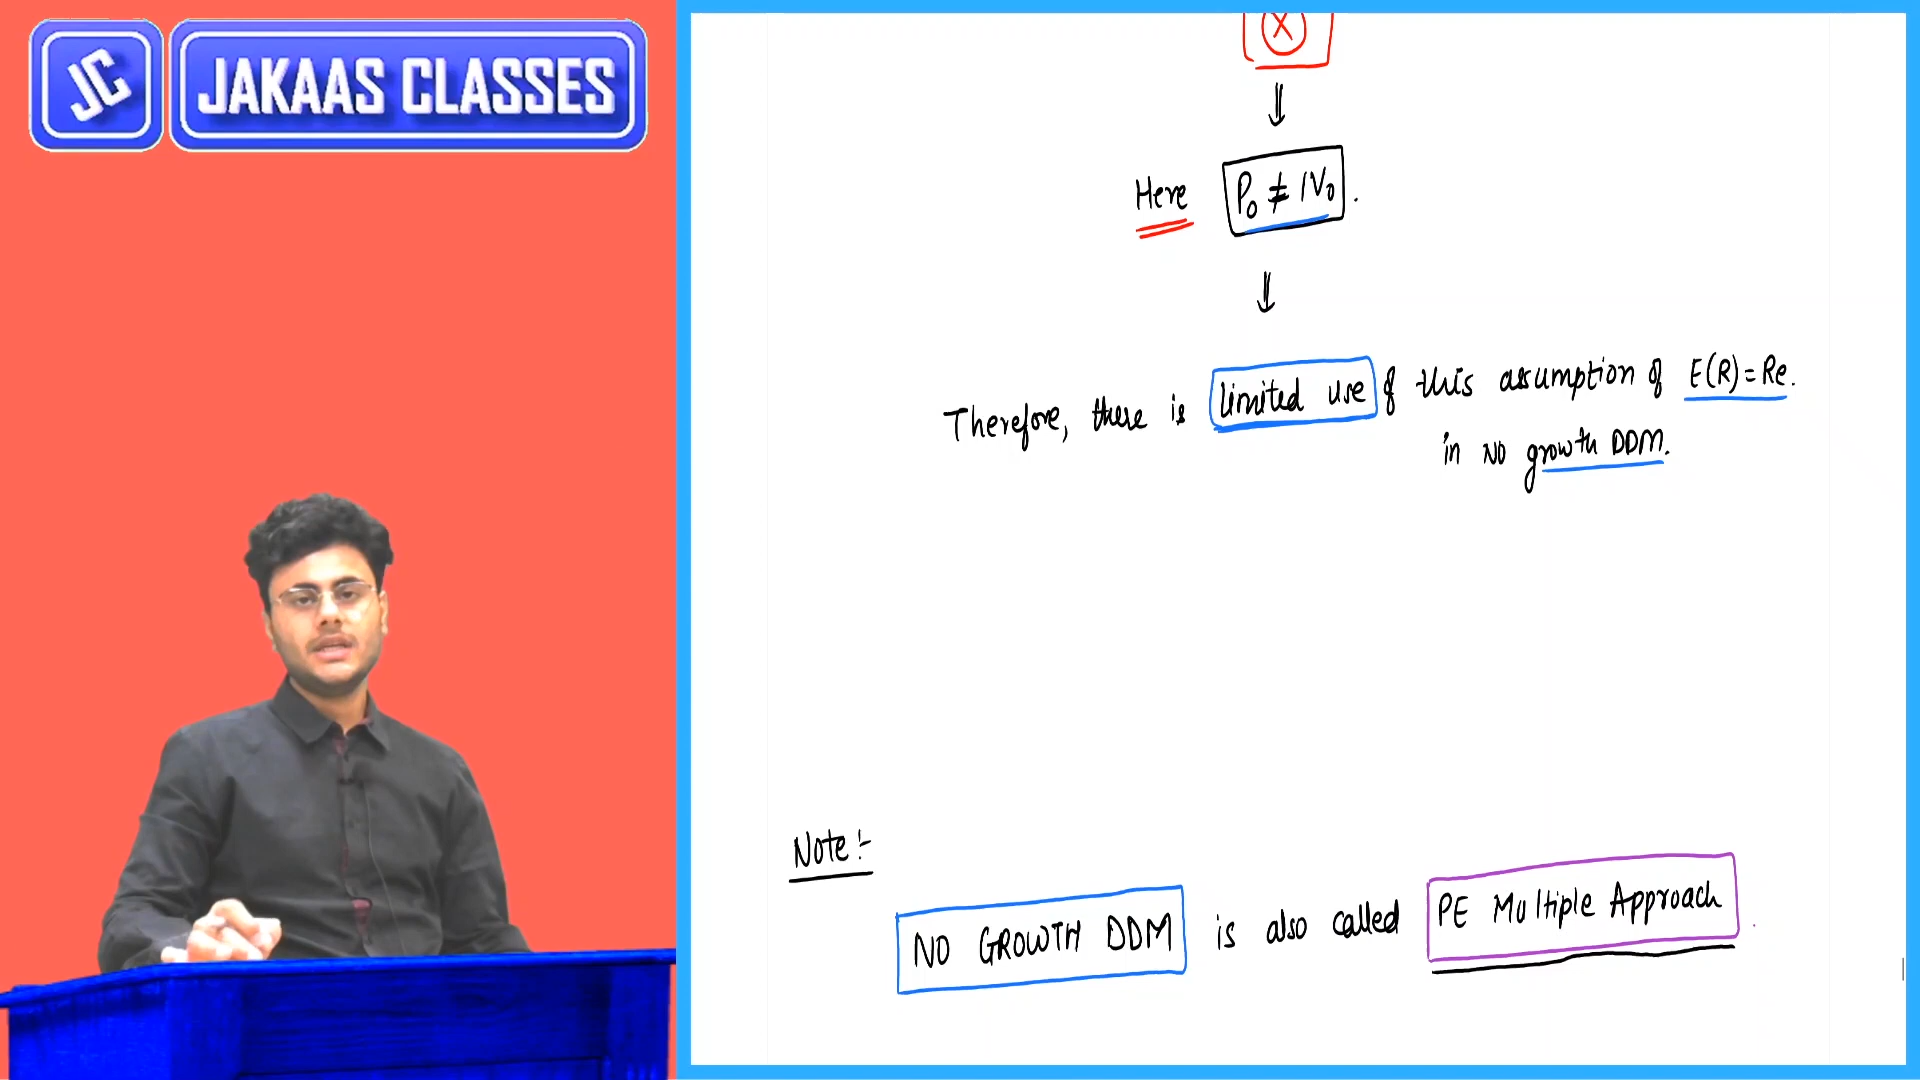 JC JAKAAS CLASSES
X
Here P₀ ≠ IV₀.
Therefore, there is limited use of this assumption of E(R)=Re.
in NO growth DDM.
Note:-
NO GROWTH DDM is also called PE Multiple Approach.